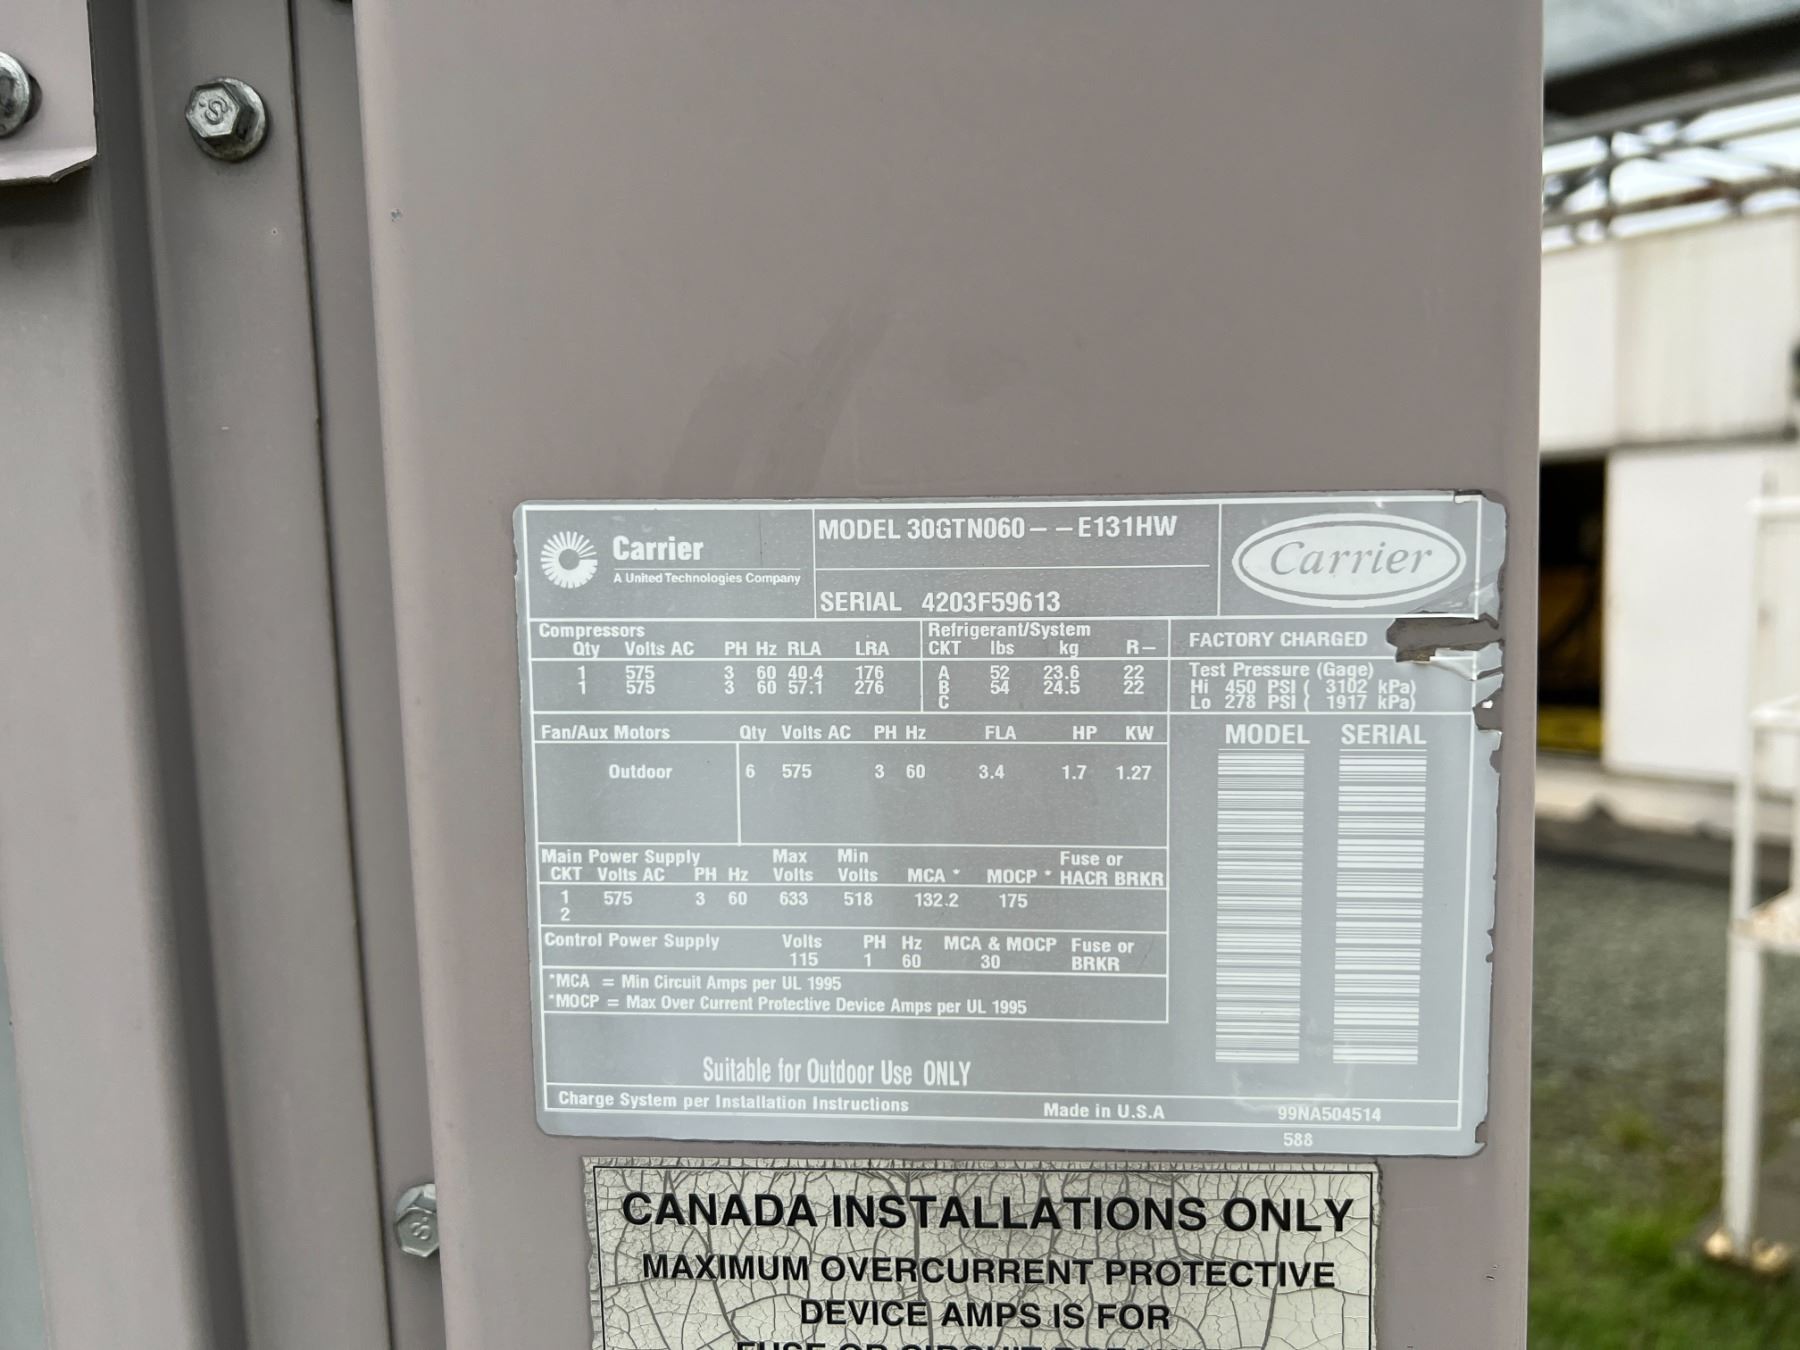 Carrier
A United Technologies Company
MODEL 30GTN060 - - E131HW
SERIAL 4203F59613
Carrier
Compressors
Qty Volts AC PH Hz RLA LRA
1 575 3 60 40.4 176
1 575 3 60 57.1 276
Refrigerant/System
CKT lbs kg R-
A 52 23.6 22
B 54 24.5 22
C
FACTORY CHARGED
Test Pressure (Gage)
Hi 450 PSI ( 3102 kPa)
Lo 278 PSI ( 1917 kPa)
Fan/Aux Motors Qty Volts AC PH Hz FLA HP KW
Outdoor 6 575 3 60 3.4 1.7 1.27
MODEL SERIAL
Main Power Supply Max Min Fuse or
CKT Volts AC PH Hz Volts Volts MCA * MOCP * HACR BRKR
1 575 3 60 633 518 132.2 175
2
Control Power Supply Volts PH Hz MCA & MOCP Fuse or
115 1 60 30 BRKR
*MCA = Min Circuit Amps per UL 1995
*MOCP = Max Over Current Protective Device Amps per UL 1995
Suitable for Outdoor Use ONLY
Charge System per Installation Instructions Made in U.S.A 99NA504514
588
CANADA INSTALLATIONS ONLY
MAXIMUM OVERCURRENT PROTECTIVE
DEVICE AMPS IS FOR
FUSE OR CIRCUIT